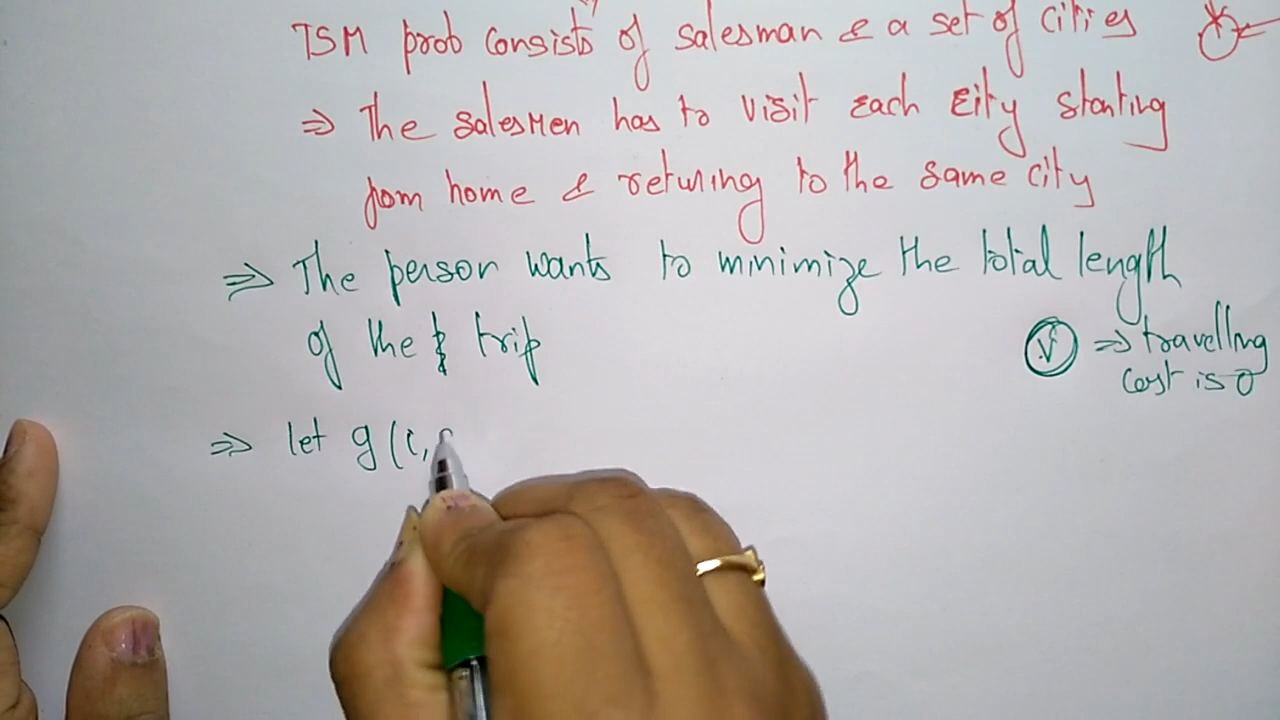 TSM prob consists of salesman & a set of cities
⇒ The salesmen has to visit each city starting
from home & returing to the same city
⇒ The person wants to minimize the total length
of the trip
V ⇒ travelling
cost is 0
⇒ let g(i,